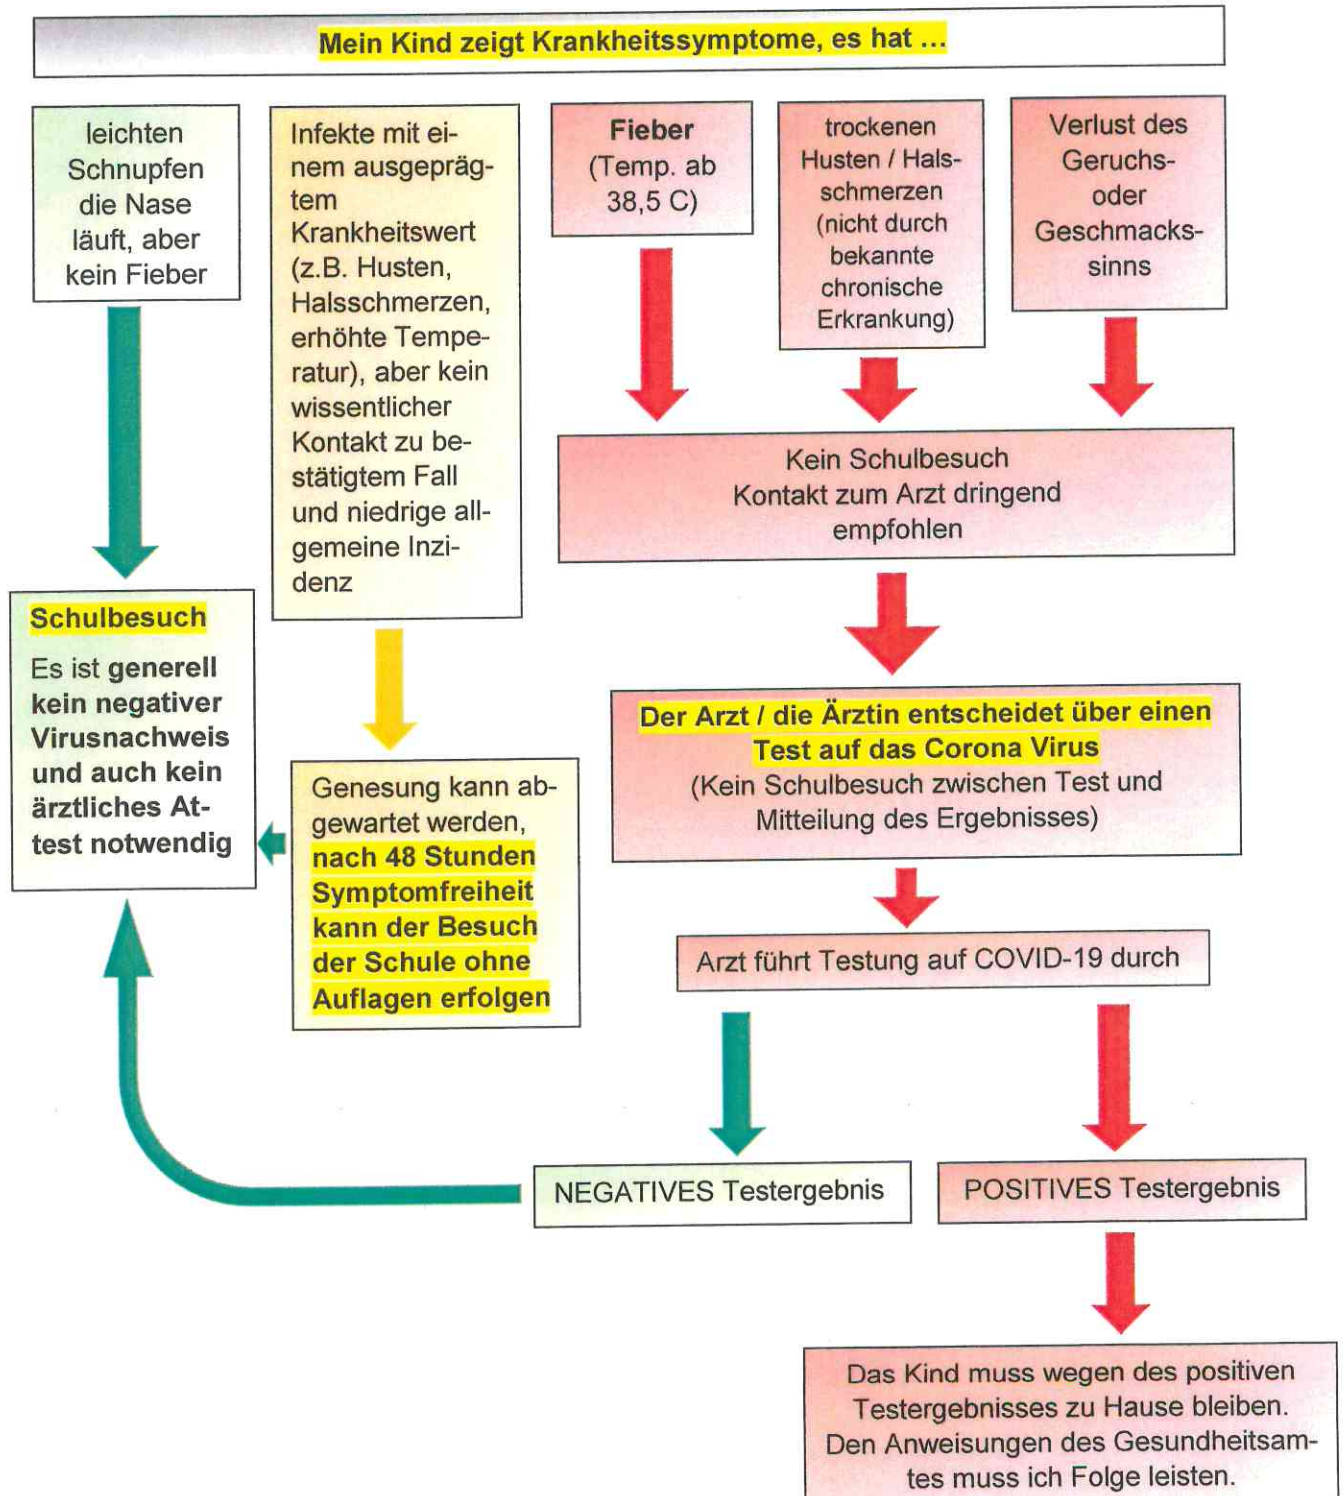 Mein Kind zeigt Krankheitssymptome, es hat ...
leichten
Schnupfen
die Nase
läuft, aber
kein Fieber
Infekte mit ei-
nem ausgepräg-
tem
Krankheitswert
(z.B. Husten,
Halsschmerzen,
erhöhte Tempe-
ratur), aber kein
wissentlicher
Kontakt zu be-
stätigtem Fall
und niedrige all-
gemeine Inzi-
denz
Fieber
(Temp. ab
38,5 C)
trockenen
Husten / Hals-
schmerzen
(nicht durch
bekannte
chronische
Erkrankung)
Verlust des
Geruchs-
oder
Geschmacks-
sinns
Kein Schulbesuch
Kontakt zum Arzt dringend
empfohlen
Schulbesuch
Es ist generell
kein negativer
Virusnachweis
und auch kein
ärztliches At-
test notwendig
Genesung kann ab-
gewartet werden,
nach 48 Stunden
Symptomfreiheit
kann der Besuch
der Schule ohne
Auflagen erfolgen
Der Arzt / die Ärztin entscheidet über einen
Test auf das Corona Virus
(Kein Schulbesuch zwischen Test und
Mitteilung des Ergebnisses)
Arzt führt Testung auf COVID-19 durch
NEGATIVES Testergebnis
POSITIVES Testergebnis
Das Kind muss wegen des positiven
Testergebnisses zu Hause bleiben.
Den Anweisungen des Gesundheitsam-
tes muss ich Folge leisten.